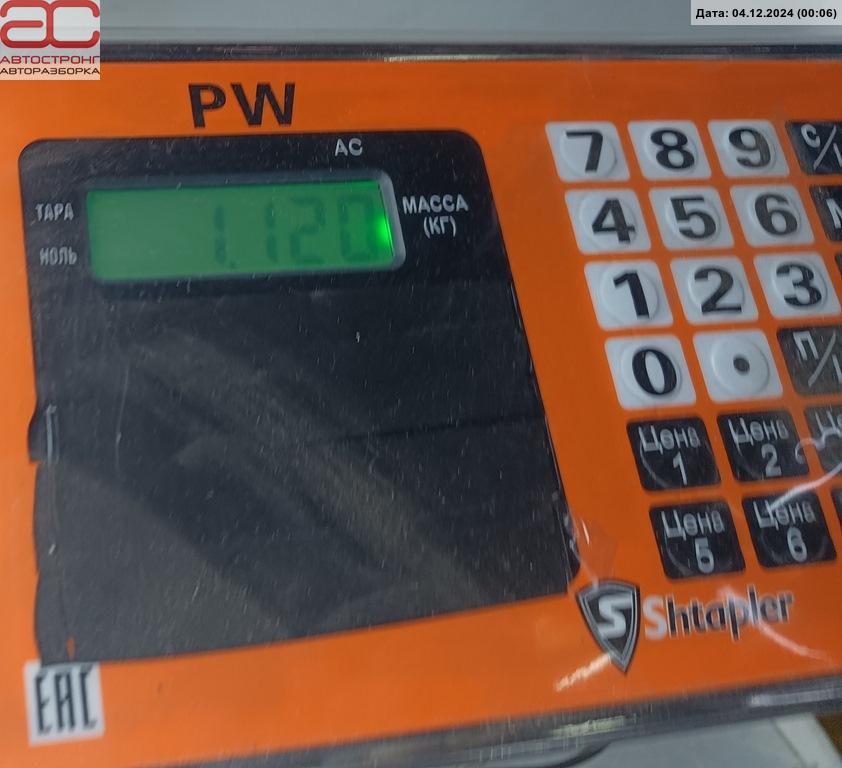 Дата: 04.12.2024 (00:06)
АВТОСТРОНГ
АВТОРАЗБОРКА
PW
AC
ТАРА
НОЛЬ
1.120
МАССА
(КГ)
7 8 9 С/
4 5 6
1 2 3
0 . П/
Цена 1
Цена 2
Цена 5
Цена 6
S Shtapler
EAC